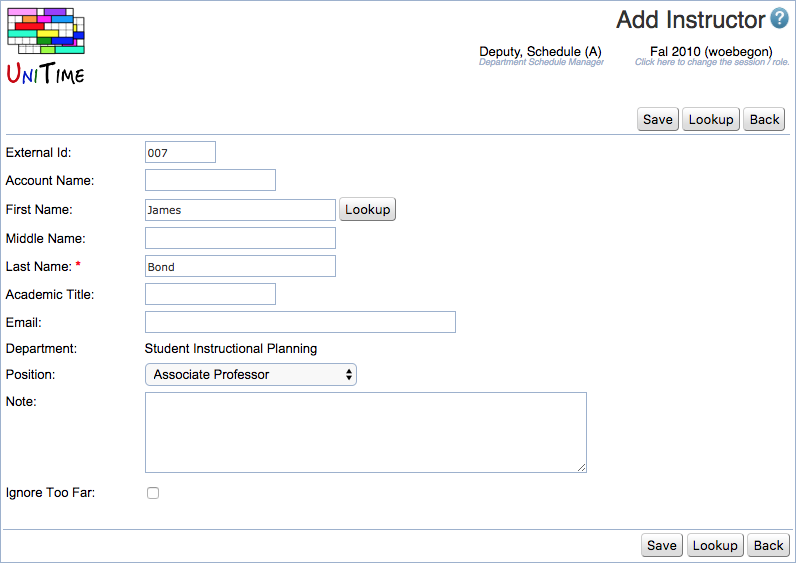 Add Instructor ?
UniTime
Deputy, Schedule (A)
Department Schedule Manager
Fal 2010 (woebegon)
Click here to change the session / role.
Save Lookup Back
External Id: 007
Account Name:
First Name: James Lookup
Middle Name:
Last Name: * Bond
Academic Title:
Email:
Department: Student Instructional Planning
Position: Associate Professor
Note:
Ignore Too Far:
Save Lookup Back